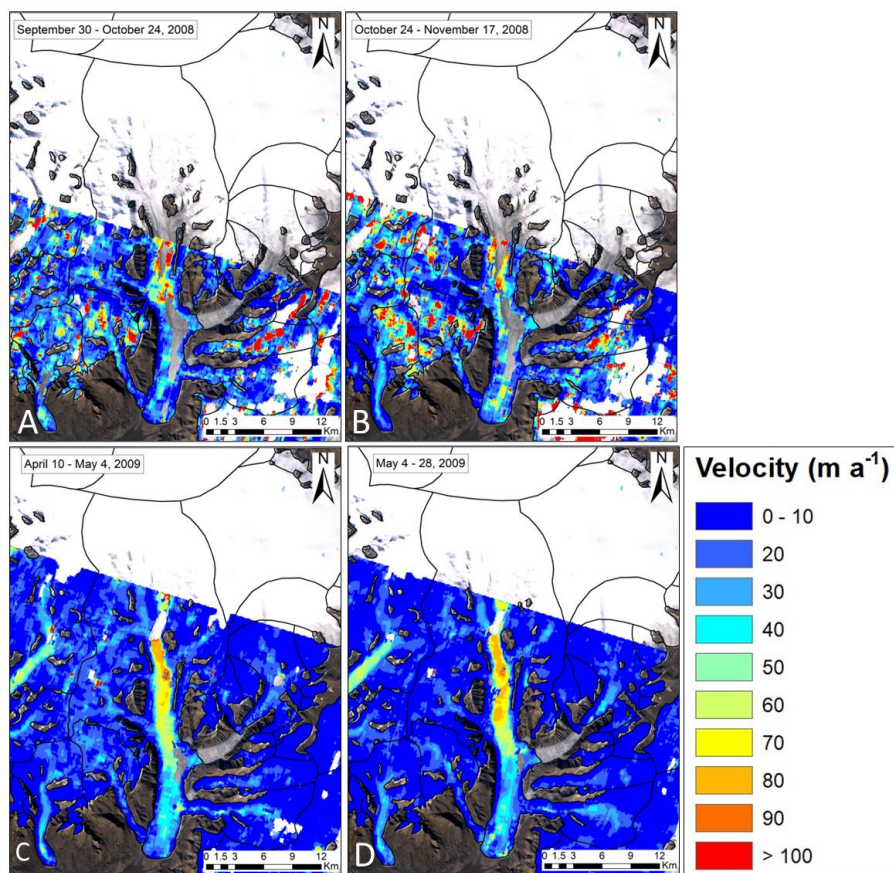 September 30 - October 24, 2008
N
October 24 - November 17, 2008
N
A
0 1.5 3 6 9 12
Km
B
0 1.5 3 6 9 12
Km
April 10 - May 4, 2009
N
May 4 - 28, 2009
N
C
0 1.5 3 6 9 12
Km
D
0 1.5 3 6 9 12
Km
Velocity (m a⁻¹)
0 - 10
20
30
40
50
60
70
80
90
> 100